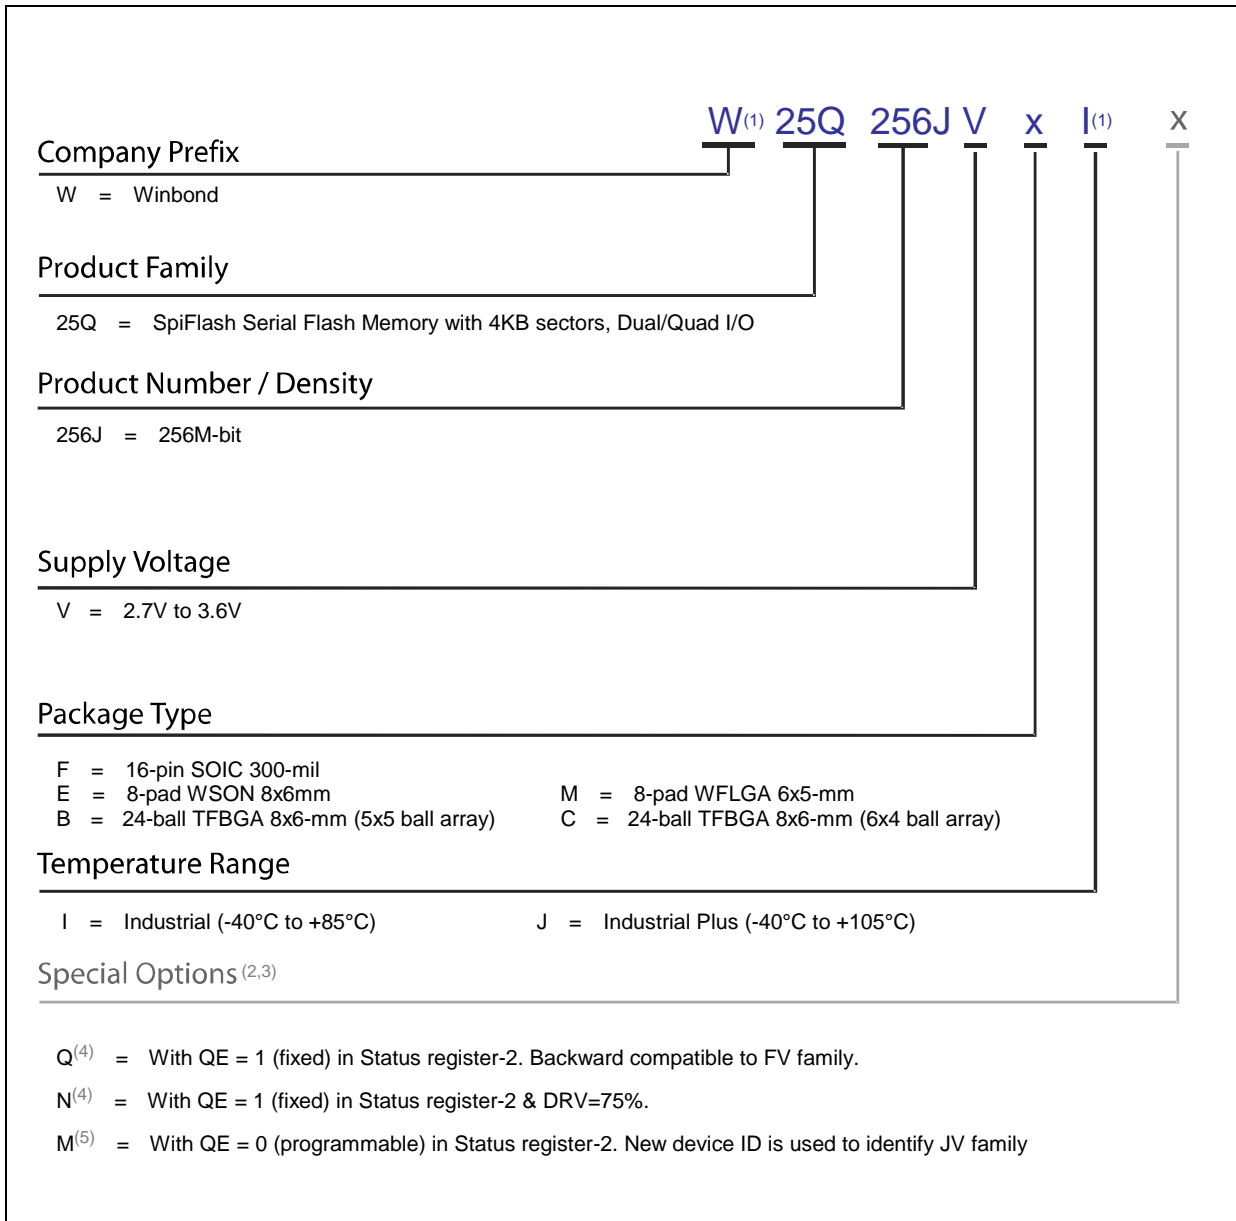 W(1) 25Q 256J V x I(1) x
Company Prefix
W = Winbond
Product Family
25Q = SpiFlash Serial Flash Memory with 4KB sectors, Dual/Quad I/O
Product Number / Density
256J = 256M-bit
Supply Voltage
V = 2.7V to 3.6V
Package Type
F = 16-pin SOIC 300-mil
E = 8-pad WSON 8x6mm M = 8-pad WFLGA 6x5-mm
B = 24-ball TFBGA 8x6-mm (5x5 ball array) C = 24-ball TFBGA 8x6-mm (6x4 ball array)
Temperature Range
I = Industrial (-40°C to +85°C) J = Industrial Plus (-40°C to +105°C)
Special Options (2,3)
Q(4) = With QE = 1 (fixed) in Status register-2. Backward compatible to FV family.
N(4) = With QE = 1 (fixed) in Status register-2 & DRV=75%.
M(5) = With QE = 0 (programmable) in Status register-2. New device ID is used to identify JV family